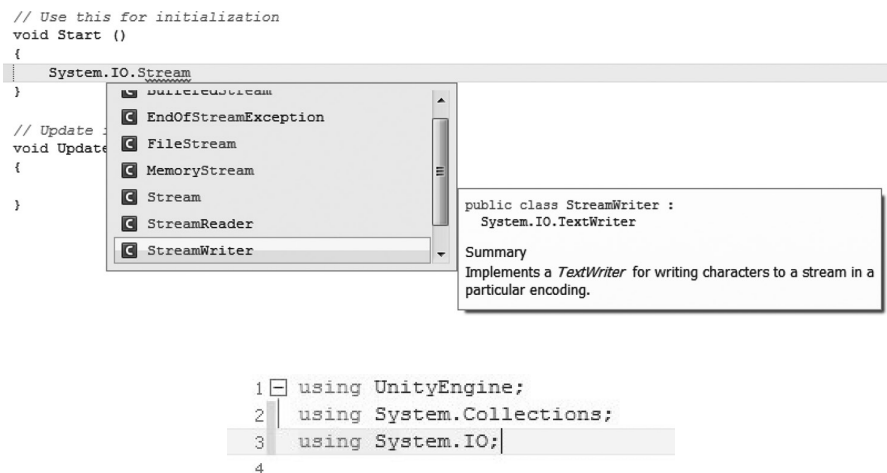 // Use this for initialization
void Start ()
{
System.IO.Stream
}
BufferedStream
EndOfStreamException
// Update i
FileStream
void Update
{
MemoryStream
Stream
}
StreamReader
StreamWriter
public class StreamWriter :
System.IO.TextWriter
Summary
Implements a TextWriter for writing characters to a stream in a
particular encoding.
1 using UnityEngine;
2 using System.Collections;
3 using System.IO;
4